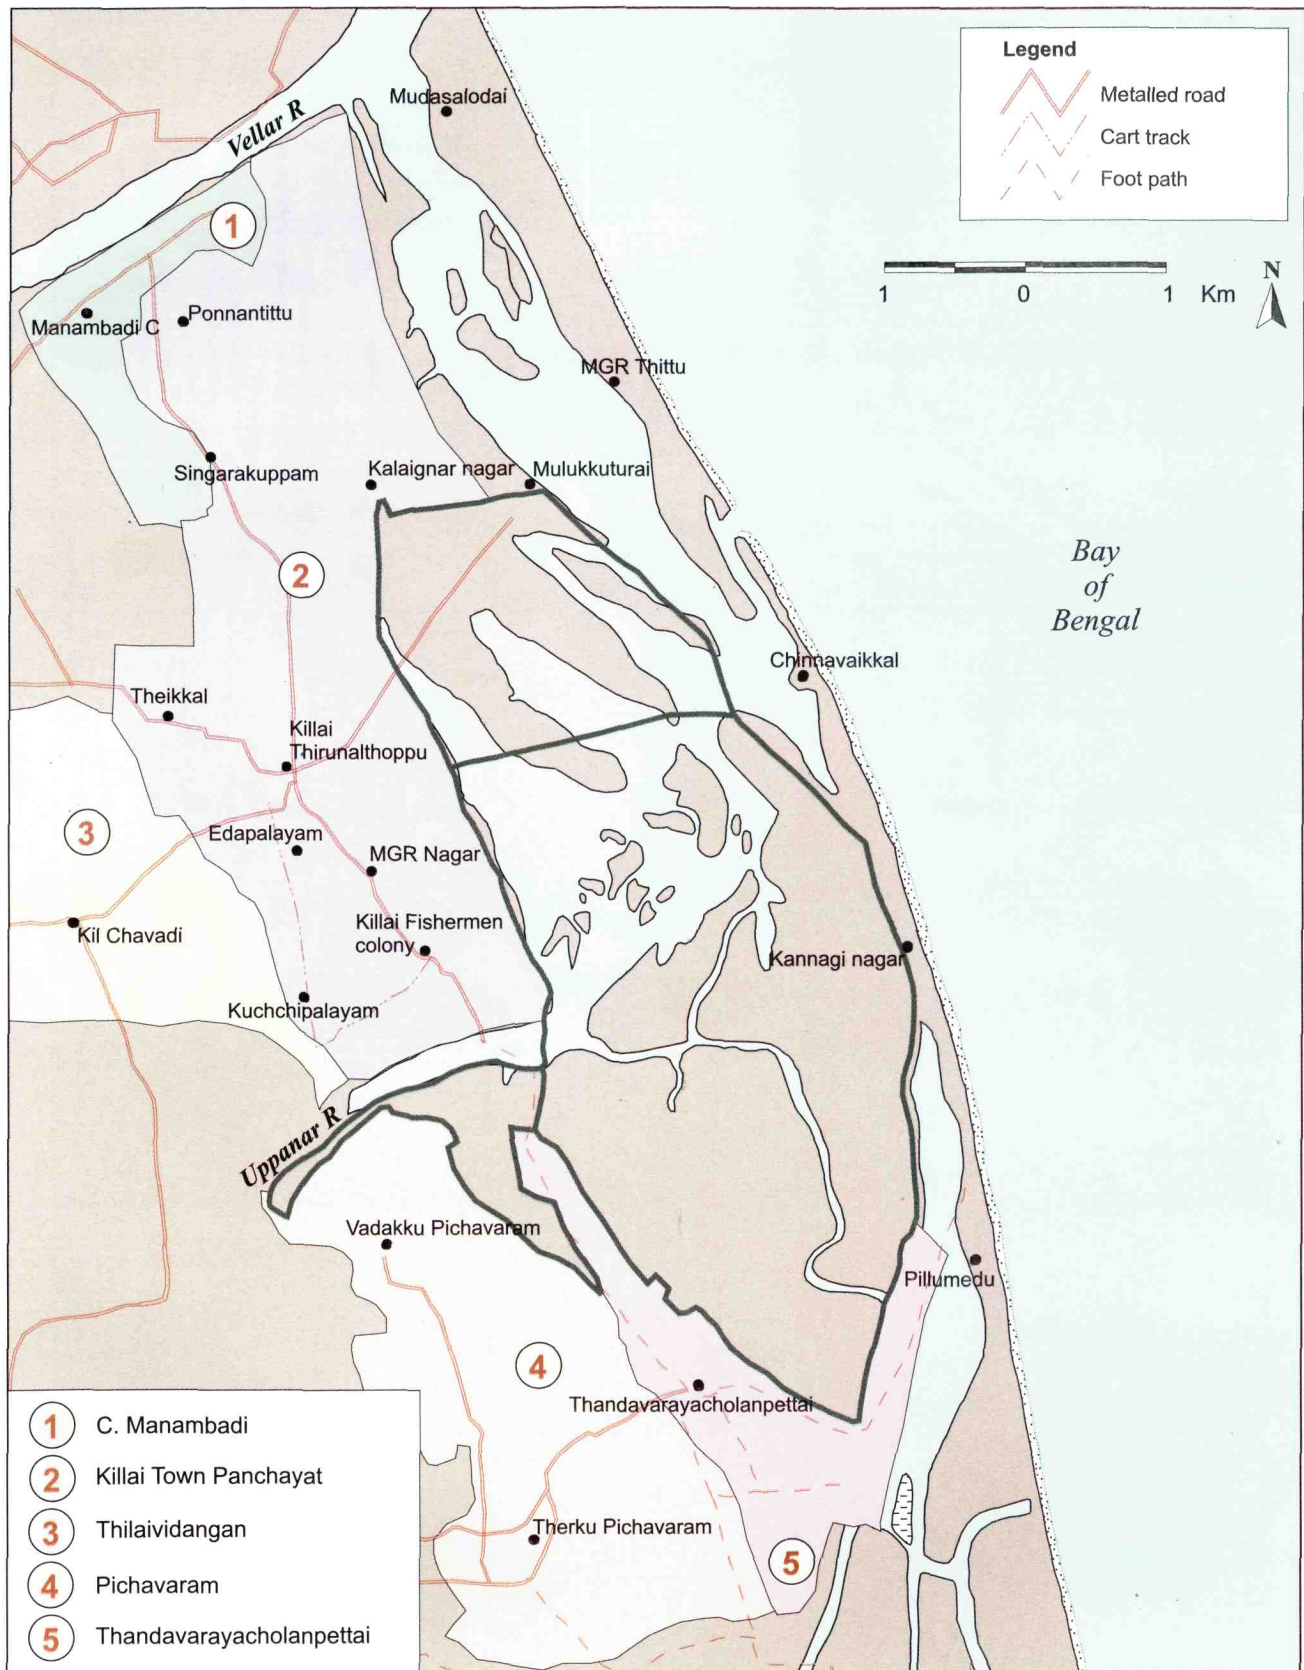 Legend
Metalled road
Cart track
Foot path
1 0 1 Km
N
Mudasalodai
Vellar R
1
Manambadi C
Ponnantittu
MGR Thittu
Singarakuppam
Kalaignar nagar
Mulukkuturai
2
Bay
of
Bengal
Chinnavaikkal
Theikkal
Killai
Thirunalthoppu
3
Edapalayam
MGR Nagar
Kil Chavadi
Killai Fishermen
colony
Kannagi nagar
Kuchchipalayam
Uppanar R
Vadakku Pichavaram
Pillumedu
4
Thandavarayacholanpettai
Therku Pichavaram
5
1 C. Manambadi
2 Killai Town Panchayat
3 Thilaividangan
4 Pichavaram
5 Thandavarayacholanpettai